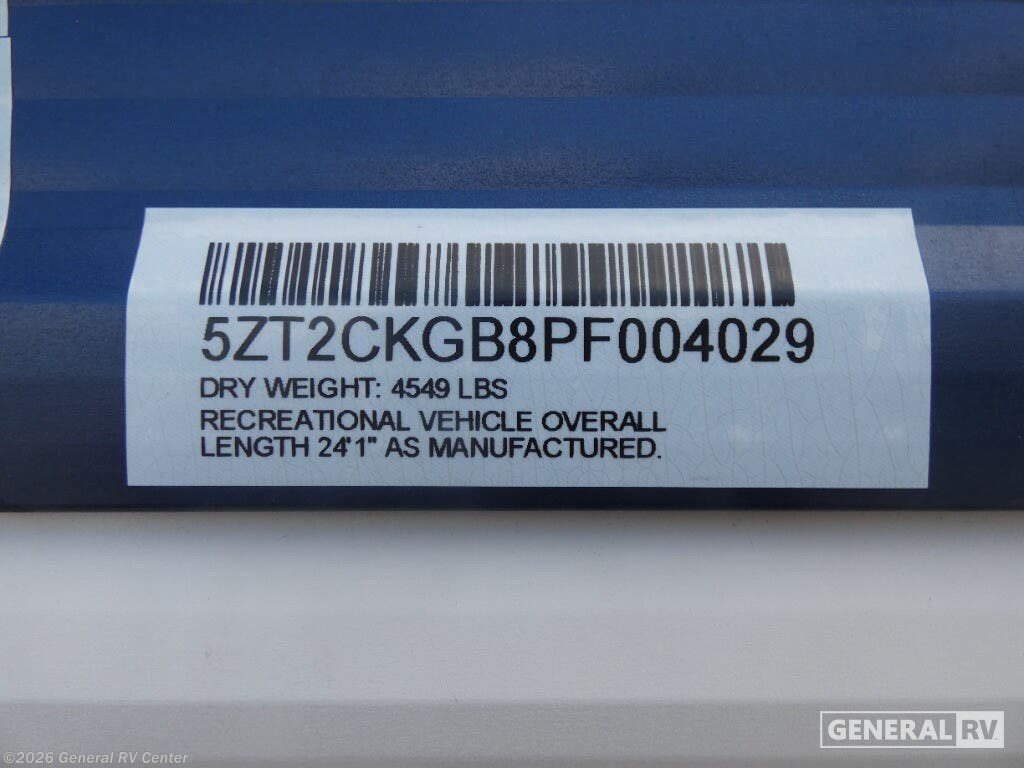 5ZT2CKGB8PF004029
DRY WEIGHT: 4549 LBS
RECREATIONAL VEHICLE OVERALL
LENGTH 24'1" AS MANUFACTURED.
GENERAL RV
©2026 General RV Center